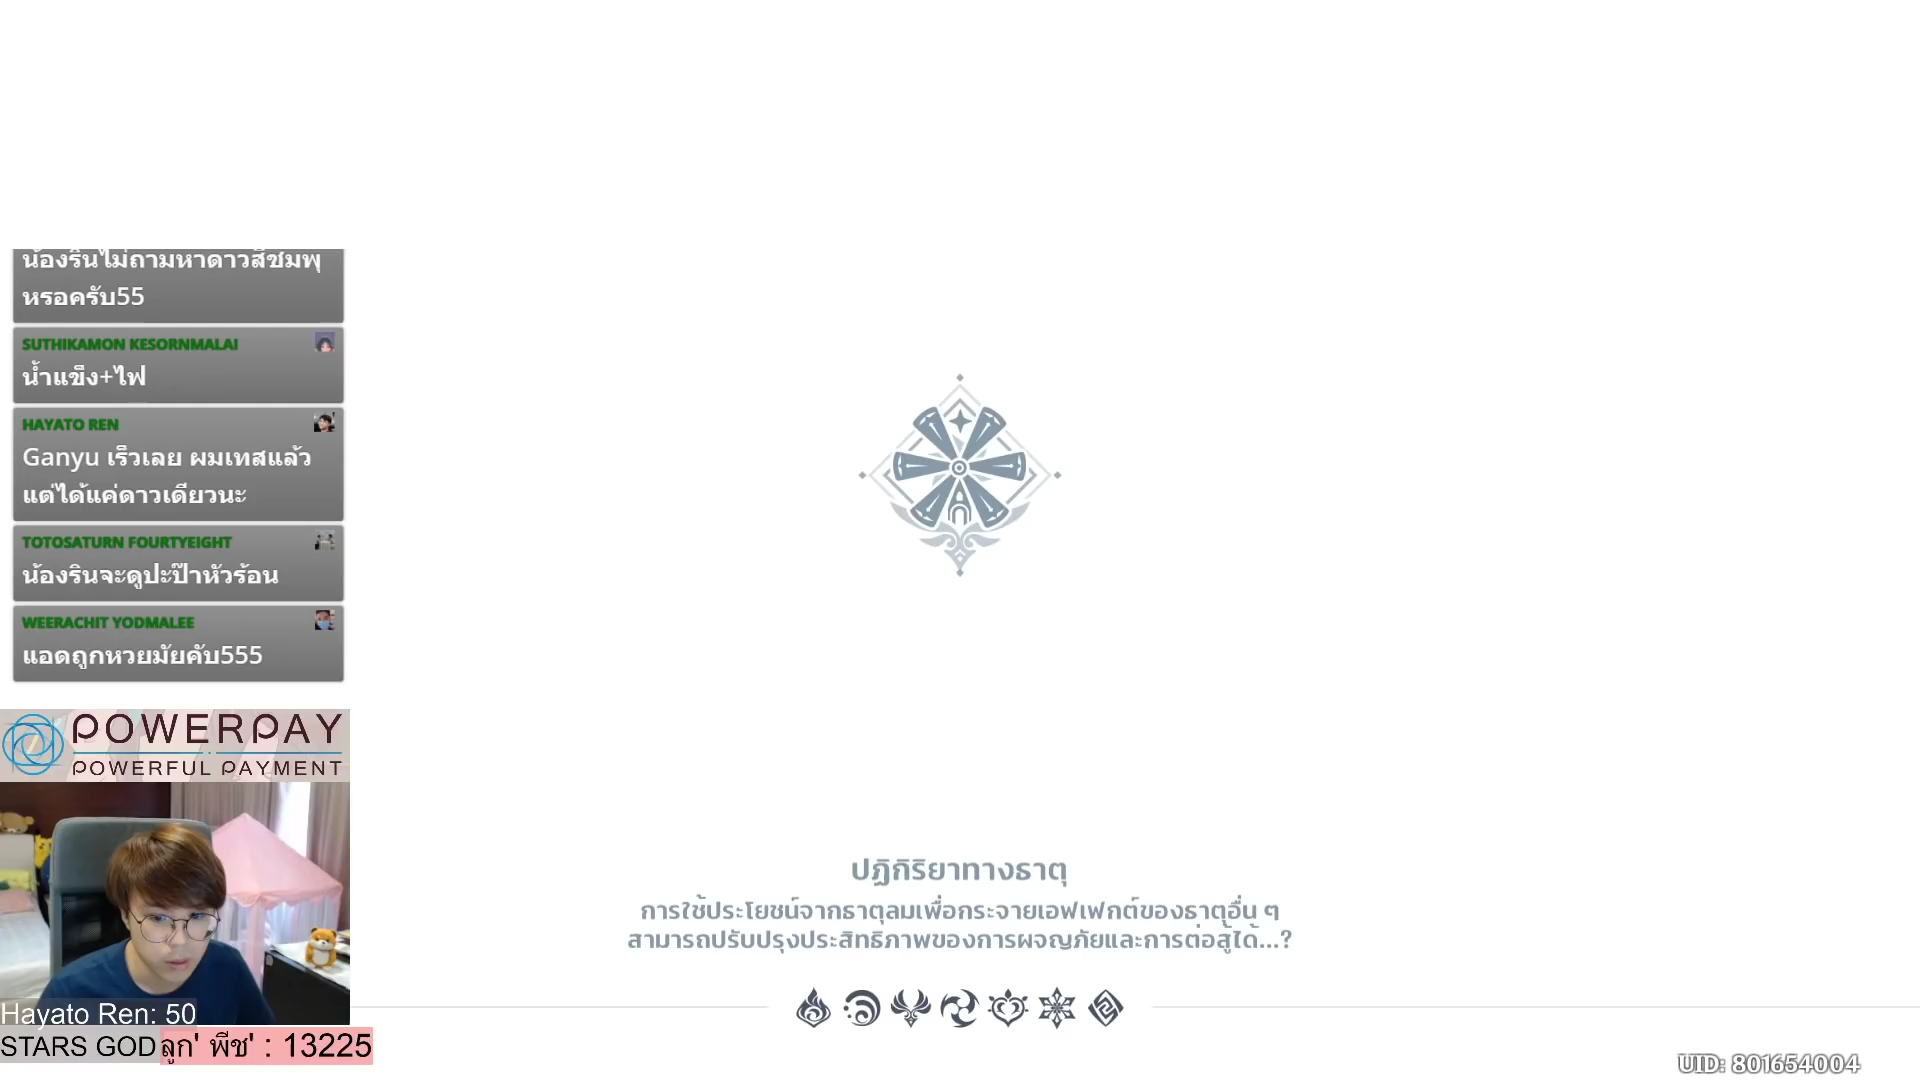 น้องรินไม่ถามหาดาวสีชมพู
หรอครับ55
SUTHIKAMON KESORNMALAI
น้ำแข็ง+ไฟ
HAYATO REN
Ganyu เร็วเลย ผมเทสแล้ว
แต่ได้แค่ดาวเดียวนะ
TOTOSATURN FOURTYEIGHT
น้องรินจะดูปะป๊าหัวร้อน
WEERACHIT YODMALEE
แอดถูกหวยมัยคับ555
POWERPAY
POWERFUL PAYMENT
Hayato Ren: 50
STARS GOD ลูก' พีช' : 13225
ปฏิกิริยาทางธาตุ
การใช้ประโยชน์จากธาตุลมเพื่อกระจายเอฟเฟกต์ของธาตุอื่น ๆ
สามารถปรับปรุงประสิทธิภาพของการผจญภัยและการต่อสู้ได้...?
UID: 801654004